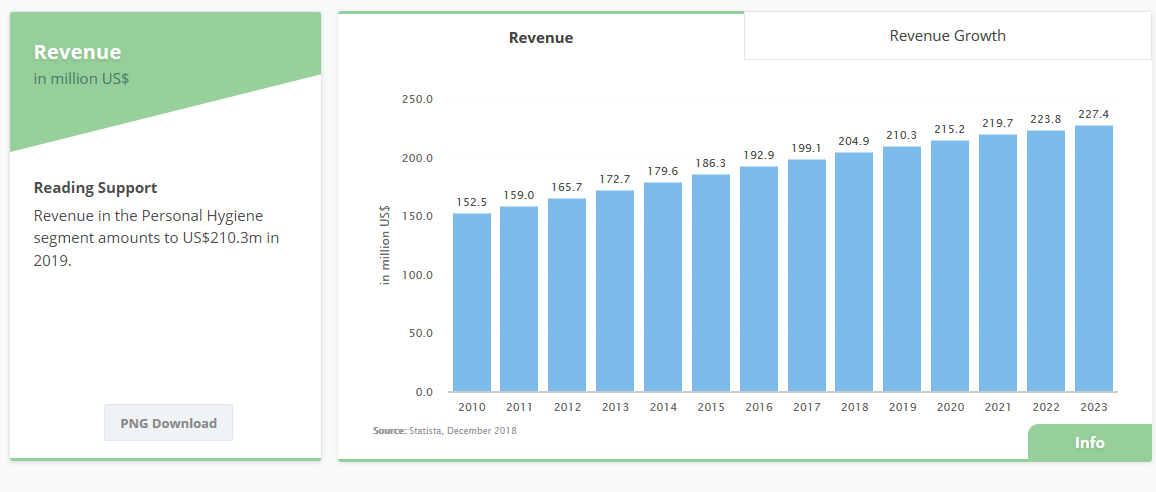 Revenue
in million US$
Reading Support
Revenue in the Personal Hygiene
segment amounts to US$210.3m in
2019.
PNG Download
Revenue
Revenue Growth
in million US$
250.0
200.0
150.0
100.0
50.0
0.0
152.5
159.0
165.7
172.7
179.6
186.3
192.9
199.1
204.9
210.3
215.2
219.7
223.8
227.4
2010 2011 2012 2013 2014 2015 2016 2017 2018 2019 2020 2021 2022 2023
Source: Statista, December 2018
Info